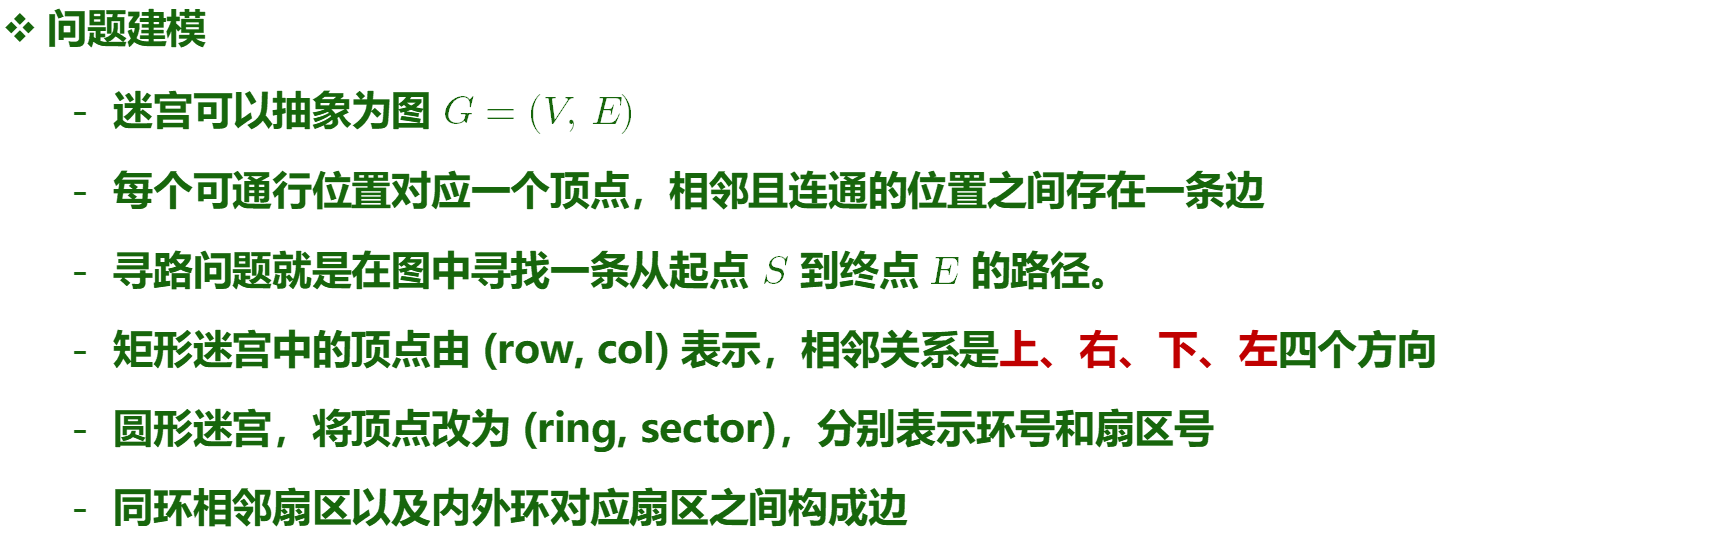 ❖ 问题建模
- 迷宫可以抽象为图 G = (V, E)
- 每个可通行位置对应一个顶点，相邻且连通的位置之间存在一条边
- 寻路问题就是在图中寻找一条从起点 S 到终点 E 的路径。
- 矩形迷宫中的顶点由 (row, col) 表示，相邻关系是上、右、下、左四个方向
- 圆形迷宫，将顶点改为 (ring, sector)，分别表示环号和扇区号
- 同环相邻扇区以及内外环对应扇区之间构成边